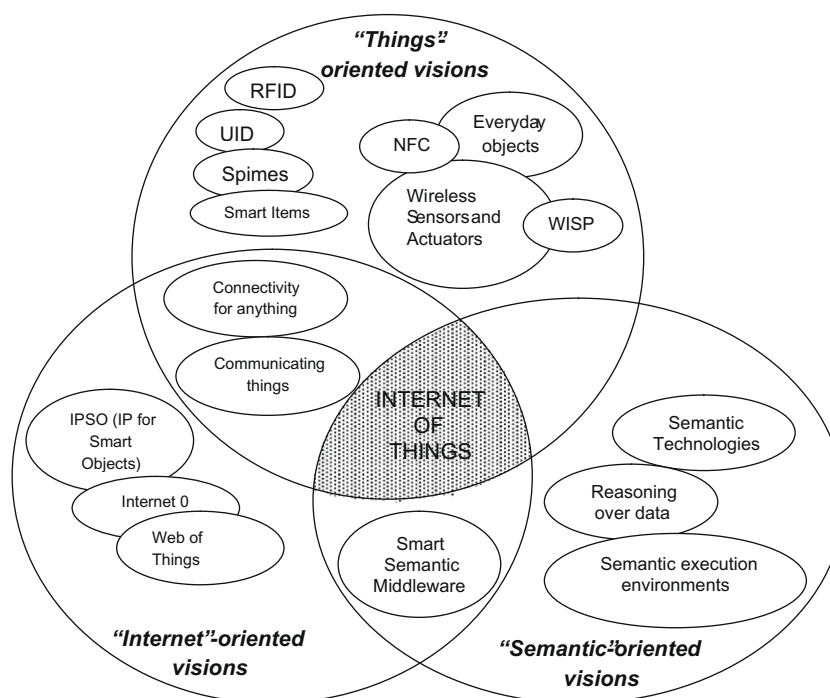 “Things”-
oriented visions
RFID
UID
Spimes
Smart Items
Everyday
objects
NFC
Wireless
Sensors and
Actuators
WISP
Connectivity
for anything
Communicating
things
INTERNET
OF
THINGS
IPSO (IP for
Smart
Objects)
Internet 0
Web of
Things
Semantic
Technologies
Reasoning
over data
Semantic execution
environments
Smart
Semantic
Middleware
“Internet”-oriented
visions
“Semantic”-oriented
visions